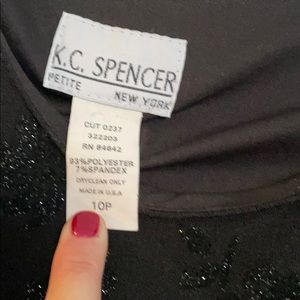 K.C. SPENCER
PETITE
NEW YORK
CUT 0237
322203
RN 84842
93%POLYESTER
7%SPANDEX
DRYCLEAN ONLY
MADE IN U.S.A
10P